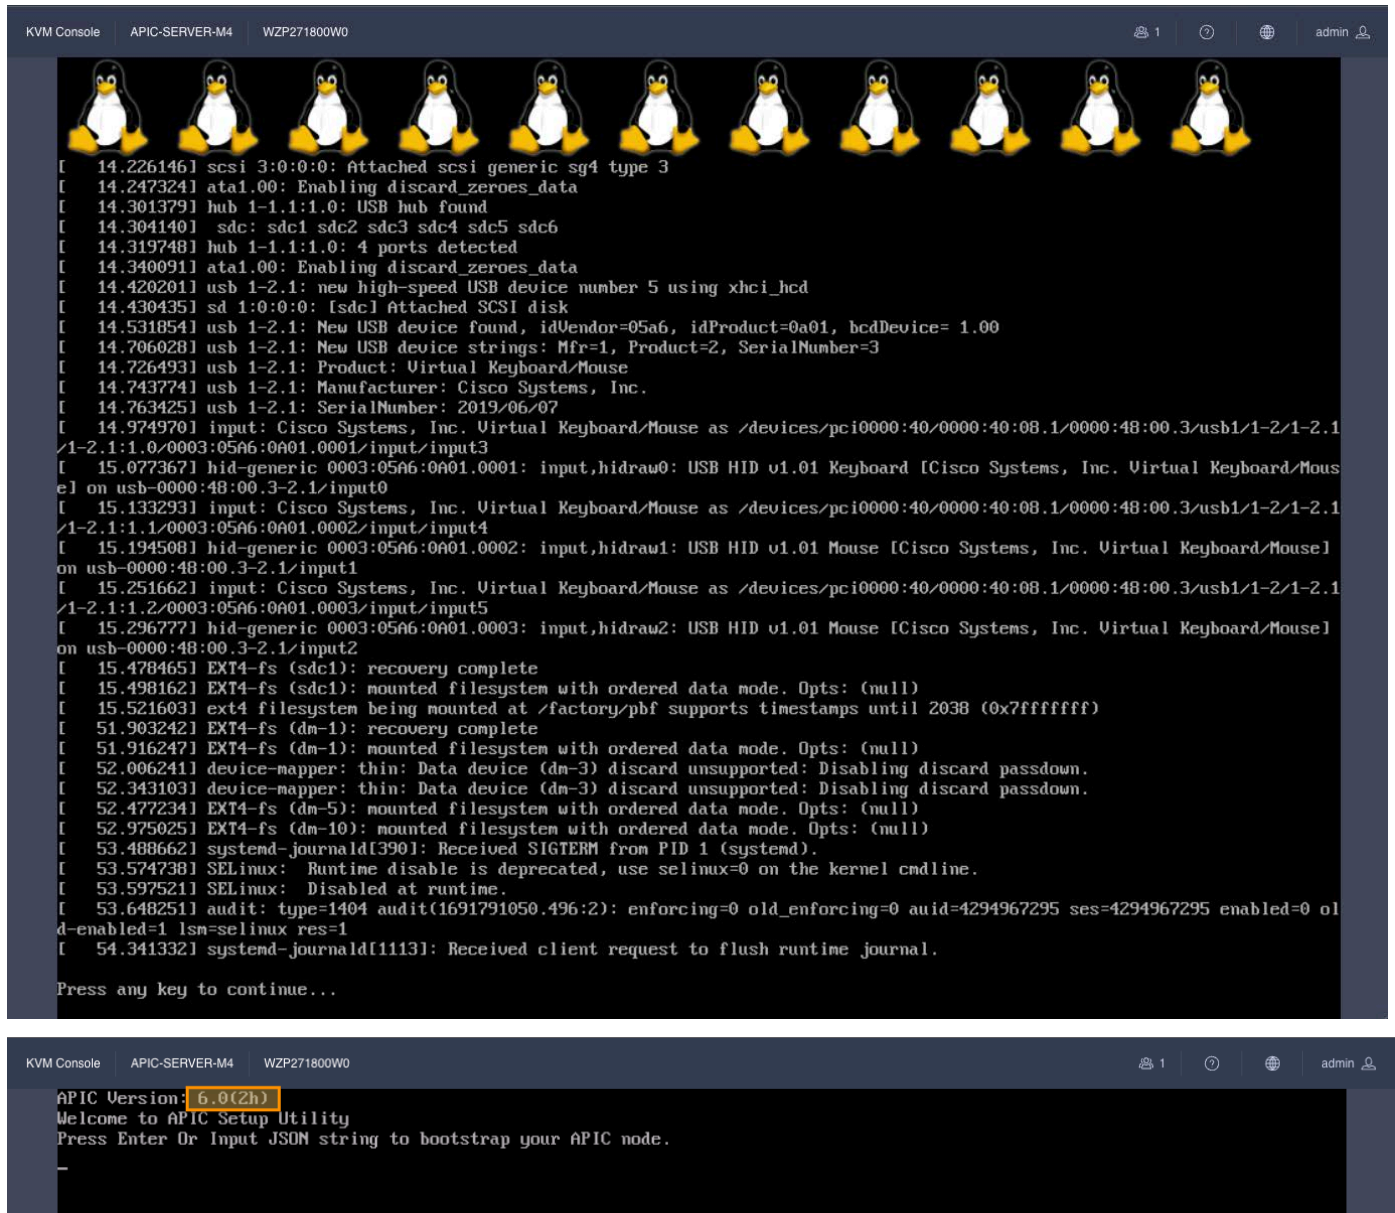 KVM Console APIC-SERVER-M4 WZP271800W0 1 admin
[ 14.226146] scsi 3:0:0:0: Attached scsi generic sg4 type 3
[ 14.247324] ata1.00: Enabling discard_zeroes_data
[ 14.301379] hub 1-1.1:1.0: USB hub found
[ 14.304140]  sdc: sdc1 sdc2 sdc3 sdc4 sdc5 sdc6
[ 14.319748] hub 1-1.1:1.0: 4 ports detected
[ 14.340091] ata1.00: Enabling discard_zeroes_data
[ 14.420201] usb 1-2.1: new high-speed USB device number 5 using xhci_hcd
[ 14.430435] sd 1:0:0:0: [sdc] Attached SCSI disk
[ 14.531854] usb 1-2.1: New USB device found, idVendor=05a6, idProduct=0a01, bcdDevice= 1.00
[ 14.706028] usb 1-2.1: New USB device strings: Mfr=1, Product=2, SerialNumber=3
[ 14.726493] usb 1-2.1: Product: Virtual Keyboard/Mouse
[ 14.743774] usb 1-2.1: Manufacturer: Cisco Systems, Inc.
[ 14.763425] usb 1-2.1: SerialNumber: 2019/06/07
[ 14.974970] input: Cisco Systems, Inc. Virtual Keyboard/Mouse as /devices/pci0000:40/0000:40:08.1/0000:48:00.3/usb1/1-2/1-2.1
/1-2.1:1.0/0003:05A6:0A01.0001/input/input3
[ 15.077367] hid-generic 0003:05A6:0A01.0001: input,hidraw0: USB HID v1.01 Keyboard [Cisco Systems, Inc. Virtual Keyboard/Mous
e] on usb-0000:48:00.3-2.1/input0
[ 15.133293] input: Cisco Systems, Inc. Virtual Keyboard/Mouse as /devices/pci0000:40/0000:40:08.1/0000:48:00.3/usb1/1-2/1-2.1
/1-2.1:1.1/0003:05A6:0A01.0002/input/input4
[ 15.194508] hid-generic 0003:05A6:0A01.0002: input,hidraw1: USB HID v1.01 Mouse [Cisco Systems, Inc. Virtual Keyboard/Mouse]
on usb-0000:48:00.3-2.1/input1
[ 15.251662] input: Cisco Systems, Inc. Virtual Keyboard/Mouse as /devices/pci0000:40/0000:40:08.1/0000:48:00.3/usb1/1-2/1-2.1
/1-2.1:1.2/0003:05A6:0A01.0003/input/input5
[ 15.296777] hid-generic 0003:05A6:0A01.0003: input,hidraw2: USB HID v1.01 Mouse [Cisco Systems, Inc. Virtual Keyboard/Mouse]
on usb-0000:48:00.3-2.1/input2
[ 15.478465] EXT4-fs (sdc1): recovery complete
[ 15.498162] EXT4-fs (sdc1): mounted filesystem with ordered data mode. Opts: (null)
[ 15.521603] ext4 filesystem being mounted at /factory/pbf supports timestamps until 2038 (0x7fffffff)
[ 51.903242] EXT4-fs (dm-1): recovery complete
[ 51.916247] EXT4-fs (dm-1): mounted filesystem with ordered data mode. Opts: (null)
[ 52.006241] device-mapper: thin: Data device (dm-3) discard unsupported: Disabling discard passdown.
[ 52.343103] device-mapper: thin: Data device (dm-3) discard unsupported: Disabling discard passdown.
[ 52.477234] EXT4-fs (dm-5): mounted filesystem with ordered data mode. Opts: (null)
[ 52.975025] EXT4-fs (dm-10): mounted filesystem with ordered data mode. Opts: (null)
[ 53.488662] systemd-journald[390]: Received SIGTERM from PID 1 (systemd).
[ 53.574738] SELinux:  Runtime disable is deprecated, use selinux=0 on the kernel cmdline.
[ 53.597521] SELinux:  Disabled at runtime.
[ 53.648251] audit: type=1404 audit(1691791050.496:2): enforcing=0 old_enforcing=0 auid=4294967295 ses=4294967295 enabled=0 ol
d-enabled=1 lsm=selinux res=1
[ 54.341332] systemd-journald[1113]: Received client request to flush runtime journal.
Press any key to continue...
KVM Console APIC-SERVER-M4 WZP271800W0 1 admin
APIC Version: 6.0(2h)
Welcome to APIC Setup Utility
Press Enter Or Input JSON string to bootstrap your APIC node.